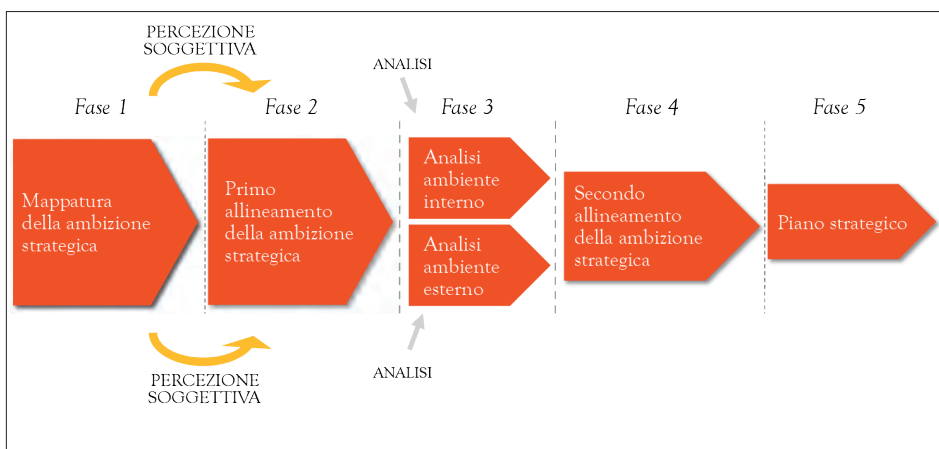 PERCEZIONE
SOGGETTIVA
ANALISI
Fase 1
Fase 2
Fase 3
Fase 4
Fase 5
Mappatura
della ambizione
strategica
Primo
allineamento
della ambizione
strategica
Analisi
ambiente
interno
Analisi
ambiente
esterno
Secondo
allineamento
della ambizione
strategica
Piano strategico
PERCEZIONE
SOGGETTIVA
ANALISI